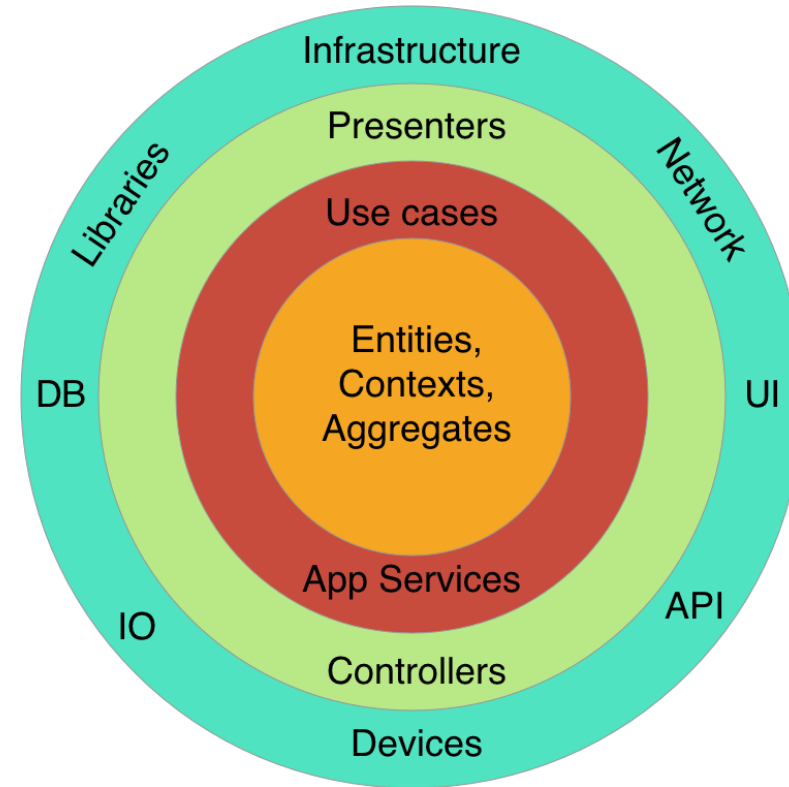 Infrastructure
Presenters
Libraries
Network
Use cases
Entities,
Contexts,
Aggregates
DB
UI
App Services
API
IO
Controllers
Devices